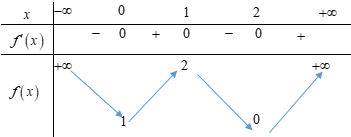 x −∞ 0 1 2 +∞
f'(x) − 0 + 0 − 0 +
+∞ 2 +∞
f(x)
1 0